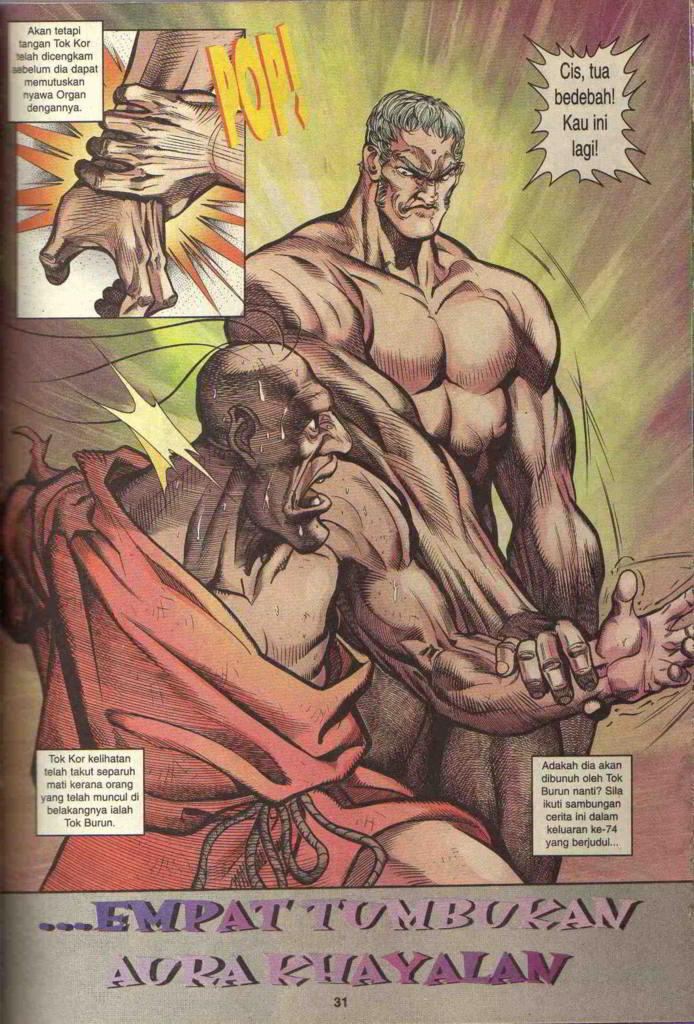 Akan tetapi
tangan Tok Kor
telah dicengkam
sebelum dia dapat
memutuskan
nyawa Organ
dengannya.
POP!
Cis, tua
bedebah!
Kau ini
lagi!
Tok Kor kelihatan
telah takut separuh
mati kerana orang
yang telah muncul di
belakangnya ialah
Tok Burun.
Adakah dia akan
dibunuh oleh Tok
Burun nanti? Sila
ikuti sambungan
cerita ini dalam
keluaran ke-74
yang berjudul...
....EMPAT TUMBUKAN
AURA KHAYALAN
31